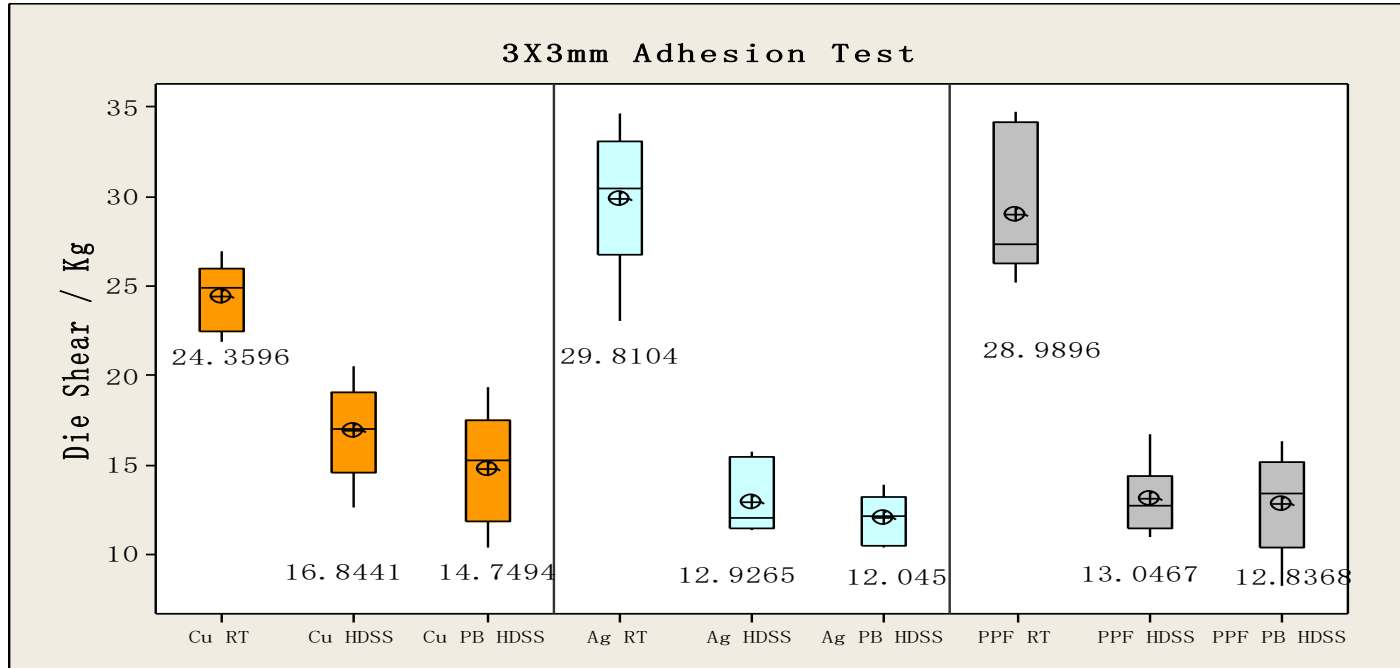 3X3mm Adhesion Test
Die Shear / Kg
35
30
25
20
15
10
24.3596
16.8441
14.7494
29.8104
12.9265
12.045
28.9896
13.0467
12.8368
Cu RT
Cu HDSS
Cu PB HDSS
Ag RT
Ag HDSS
Ag PB HDSS
PPF RT
PPF HDSS
PPF PB HDSS